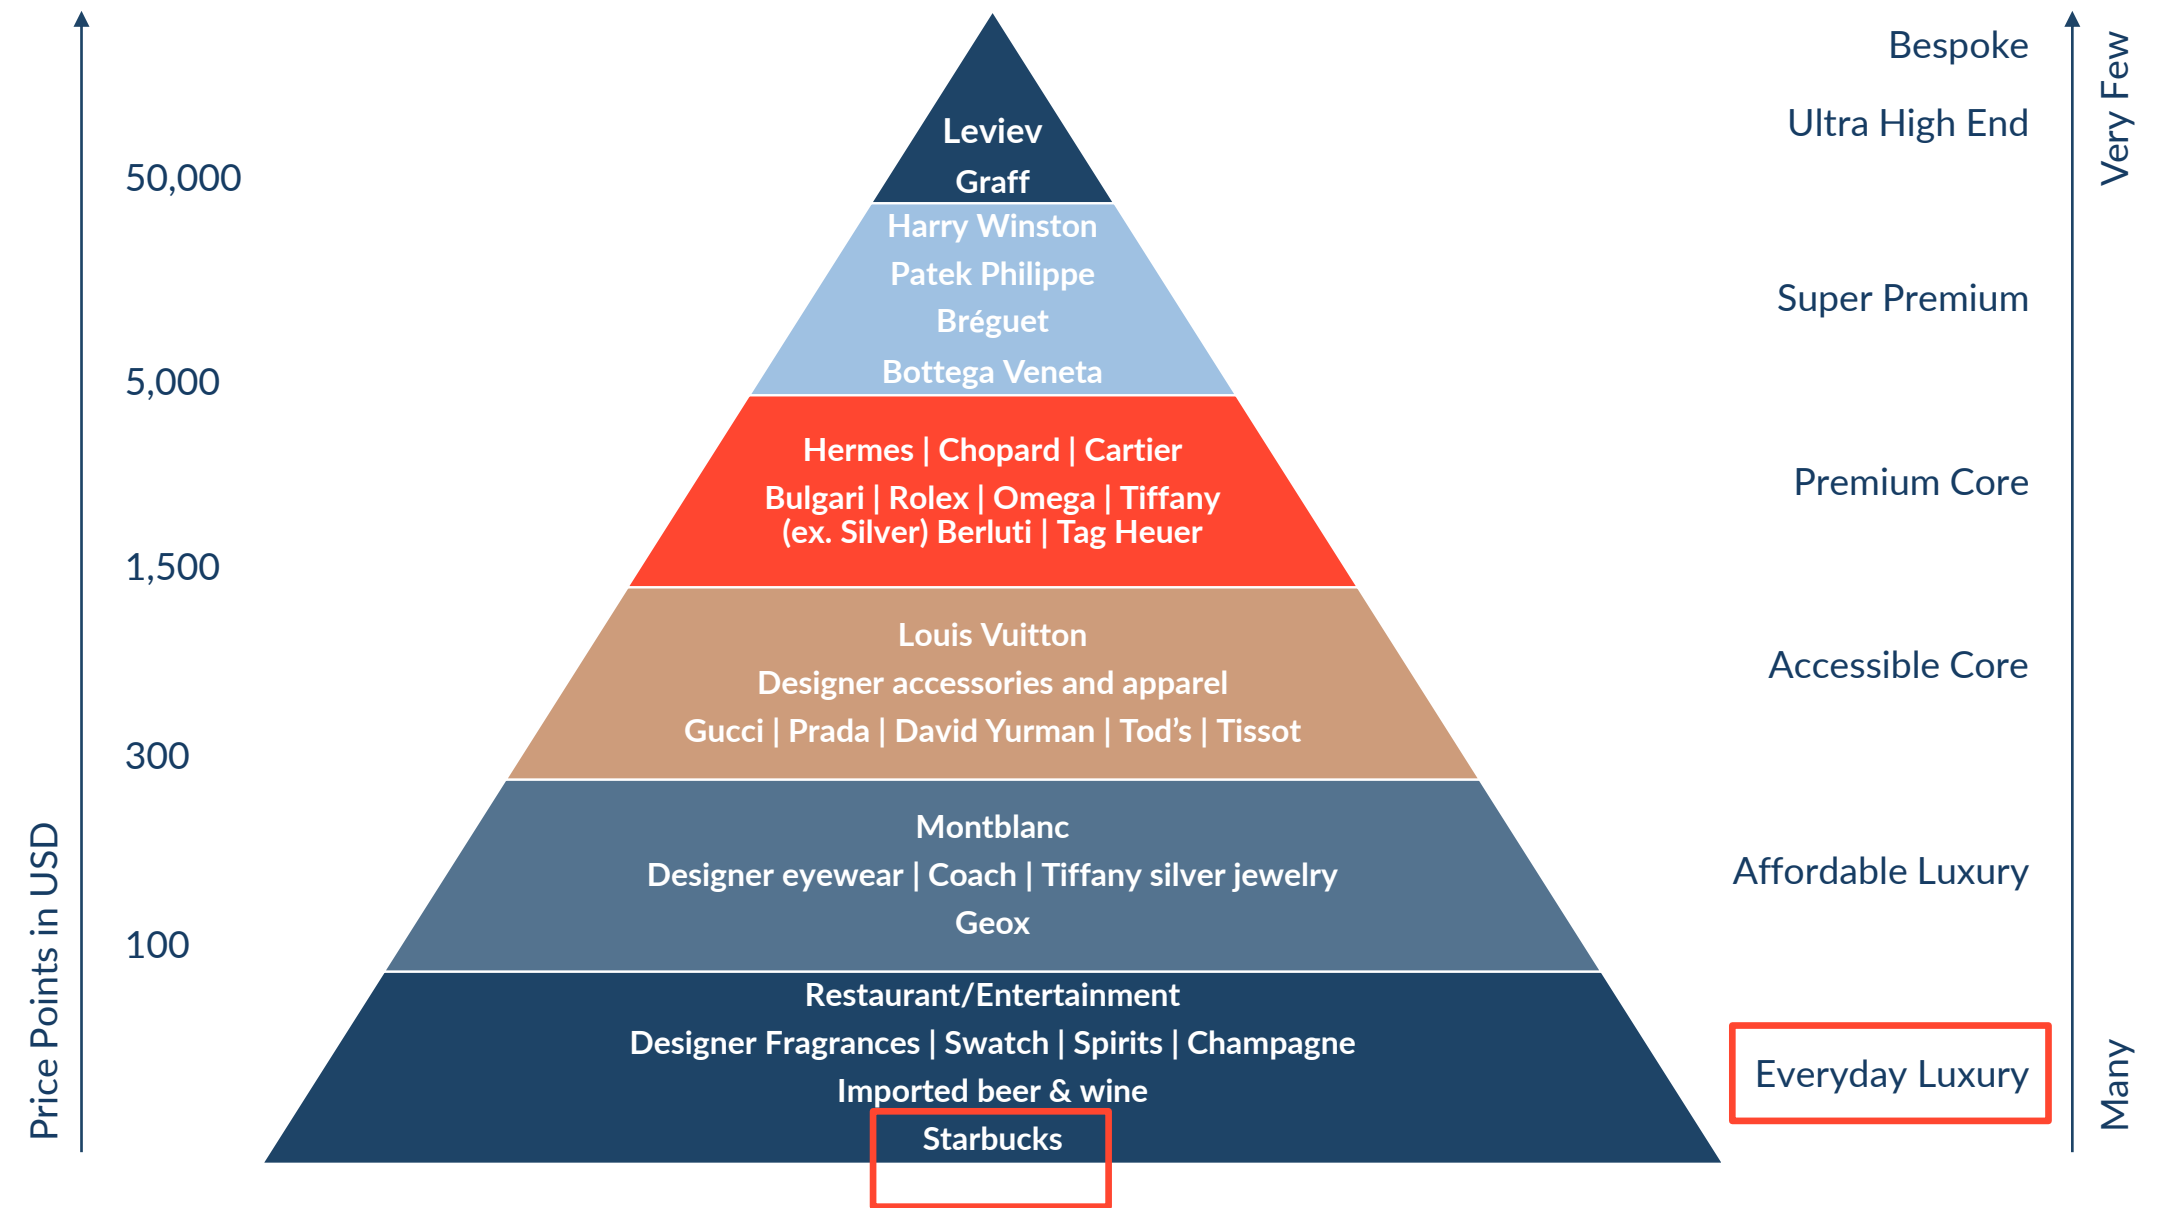 Bespoke
Very Few
Ultra High End
Leviev
50,000
Graff
Harry Winston
Patek Philippe
Super Premium
Bréguet
5,000
Bottega Veneta
Hermes | Chopard | Cartier
Premium Core
Bulgari | Rolex | Omega | Tiffany
(ex. Silver) Berluti | Tag Heuer
1,500
Louis Vuitton
Accessible Core
Designer accessories and apparel
Gucci | Prada | David Yurman | Tod’s | Tissot
300
Montblanc
Designer eyewear | Coach | Tiffany silver jewelry
Affordable Luxury
Geox
100
Price Points in USD
Restaurant/Entertainment
Designer Fragrances | Swatch | Spirits | Champagne
Everyday Luxury
Many
Imported beer & wine
Starbucks